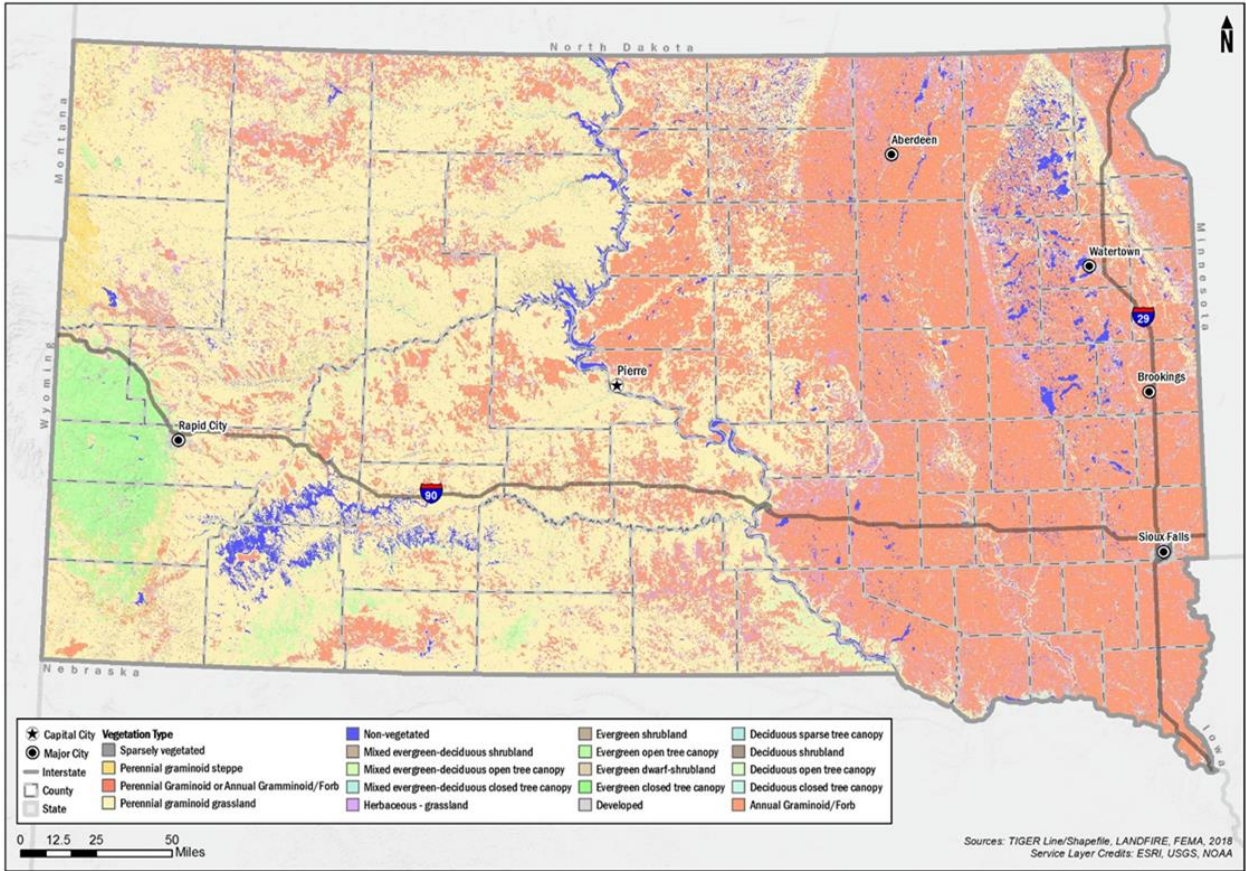 North Dakota
N
Montana
Aberdeen
Minnesota
Watertown
29
Wyoming
Pierre
Brookings
Rapid City
90
Sioux Falls
Nebraska
Iowa
Capital City
Major City
Interstate
County
State
Vegetation Type
Sparsely vegetated
Perennial graminoid steppe
Perennial Graminoid or Annual Gramminoid/Forb
Perennial graminoid grassland
Non-vegetated
Mixed evergreen-deciduous shrubland
Mixed evergreen-deciduous open tree canopy
Mixed evergreen-deciduous closed tree canopy
Herbaceous - grassland
Evergreen shrubland
Evergreen open tree canopy
Evergreen dwarf-shrubland
Evergreen closed tree canopy
Developed
Deciduous sparse tree canopy
Deciduous shrubland
Deciduous open tree canopy
Deciduous closed tree canopy
Annual Graminoid/Forb
0 12.5 25 50
Miles
Sources: TIGER Line/Shapefile, LANDFIRE, FEMA, 2018
Service Layer Credits: ESRI, USGS, NOAA